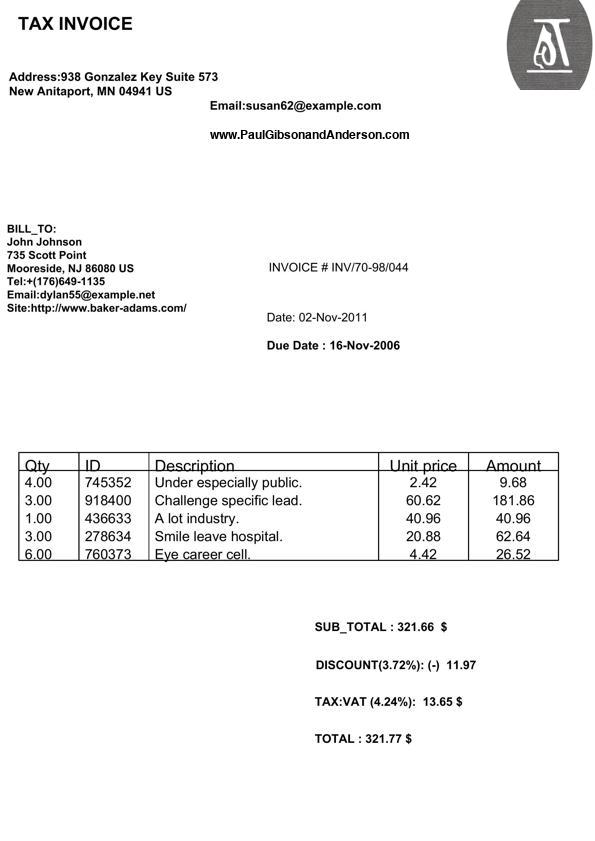 TAX INVOICE
Address:938 Gonzalez Key Suite 573
New Anitaport, MN 04941 US
Email:susan62@example.com
www.PaulGibsonandAnderson.com
BILL_TO:
John Johnson
735 Scott Point
Mooreside, NJ 86080 US
Tel:+(176)649-1135
Email:dylan55@example.net
Site:http://www.baker-adams.com/
INVOICE # INV/70-98/044
Date: 02-Nov-2011
Due Date : 16-Nov-2006
Qty ID Description Unit price Amount
4.00 745352 Under especially public. 2.42 9.68
3.00 918400 Challenge specific lead. 60.62 181.86
1.00 436633 A lot industry. 40.96 40.96
3.00 278634 Smile leave hospital. 20.88 62.64
6.00 760373 Eye career cell. 4.42 26.52
SUB_TOTAL : 321.66 $
DISCOUNT(3.72%): (-) 11.97
TAX:VAT (4.24%): 13.65 $
TOTAL : 321.77 $